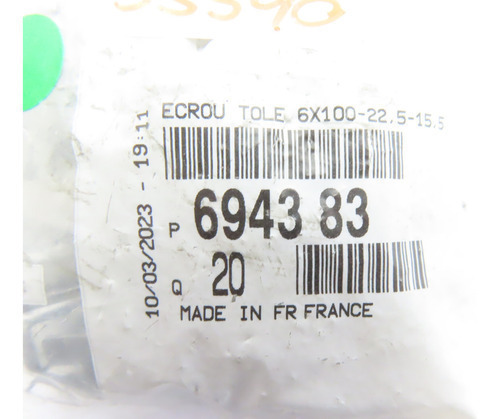 ECROU TOLE 6X100-22.5-15.5
P 6943 83
Q 20
MADE IN FR FRANCE
10/03/2023 - 19:11